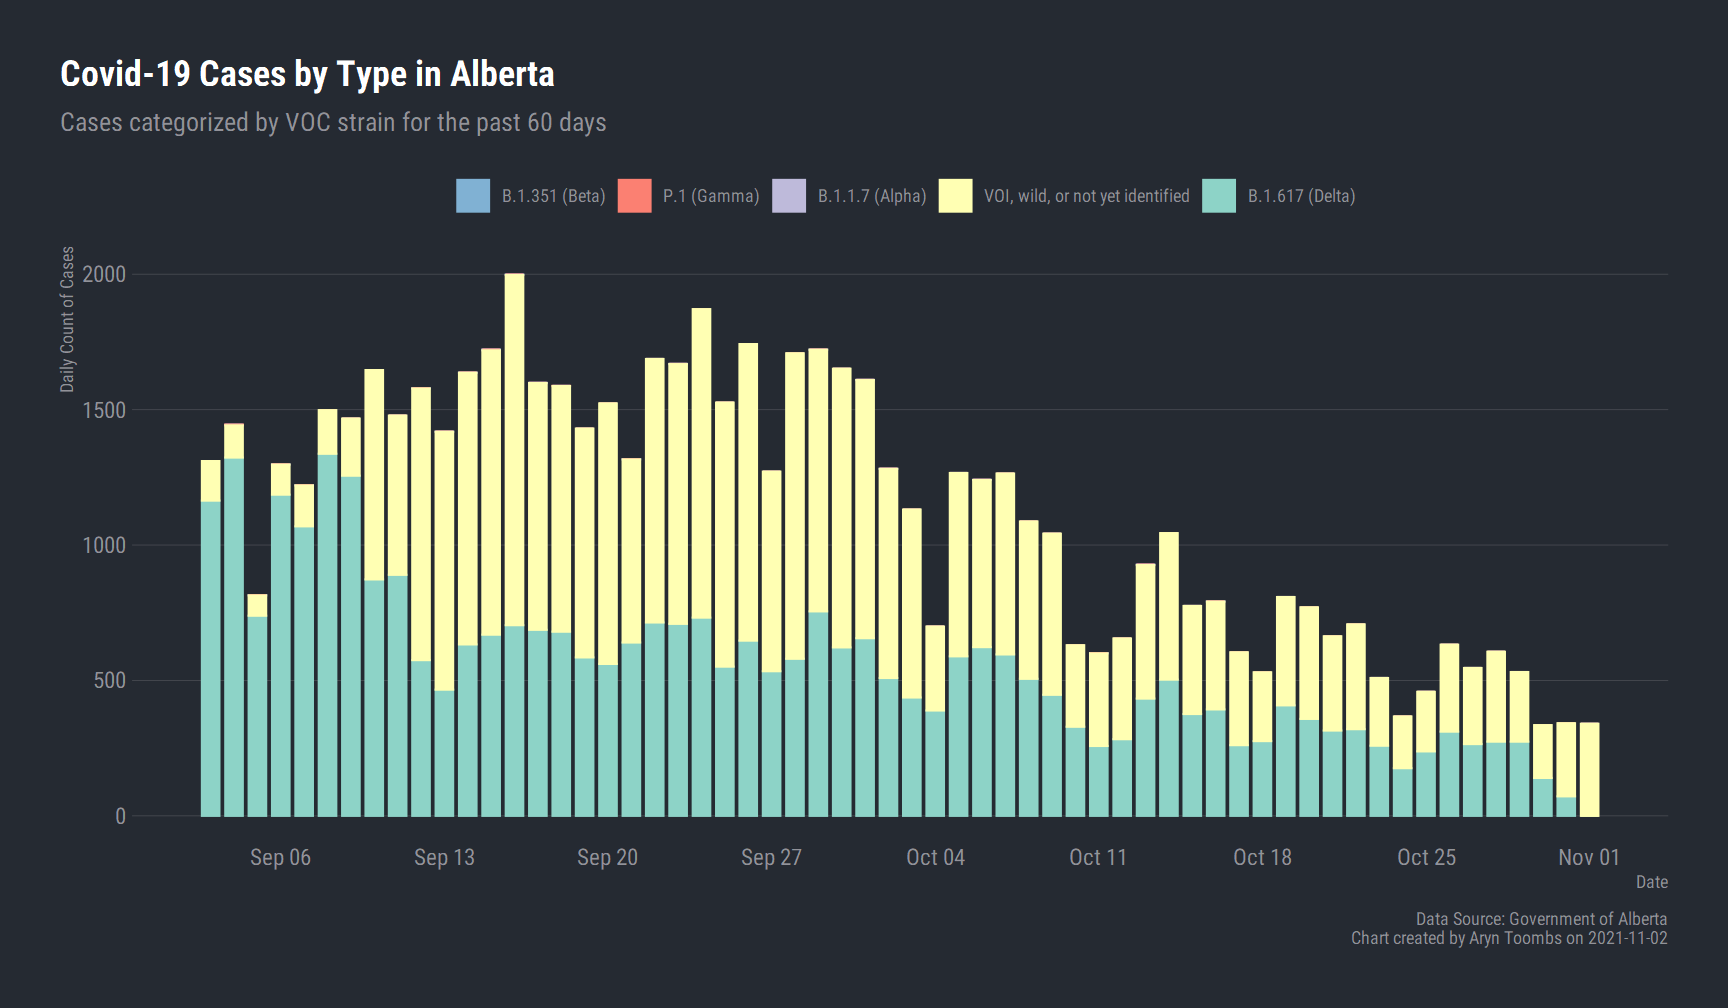 Covid-19 Cases by Type in Alberta
Cases categorized by VOC strain for the past 60 days
B.1.351 (Beta) P.1 (Gamma) B.1.1.7 (Alpha) VOI, wild, or not yet identified B.1.617 (Delta)
Daily Count of Cases
2000
1500
1000
500
0
Sep 06 Sep 13 Sep 20 Sep 27 Oct 04 Oct 11 Oct 18 Oct 25 Nov 01
Date
Data Source: Government of Alberta
Chart created by Aryn Toombs on 2021-11-02